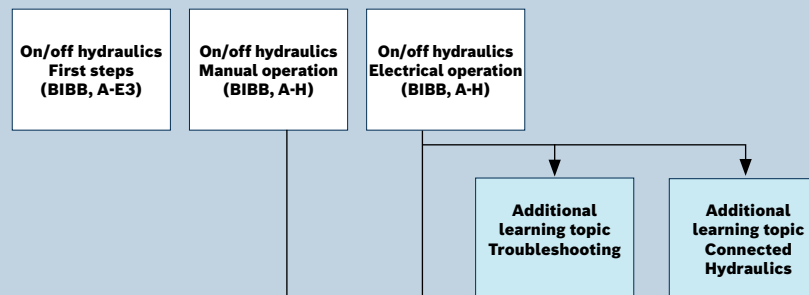 On/off hydraulics
First steps
(BIBB, A-E3)
On/off hydraulics
Manual operation
(BIBB, A-H)
On/off hydraulics
Electrical operation
(BIBB, A-H)
Additional
learning topic
Troubleshooting
Additional
learning topic
Connected
Hydraulics